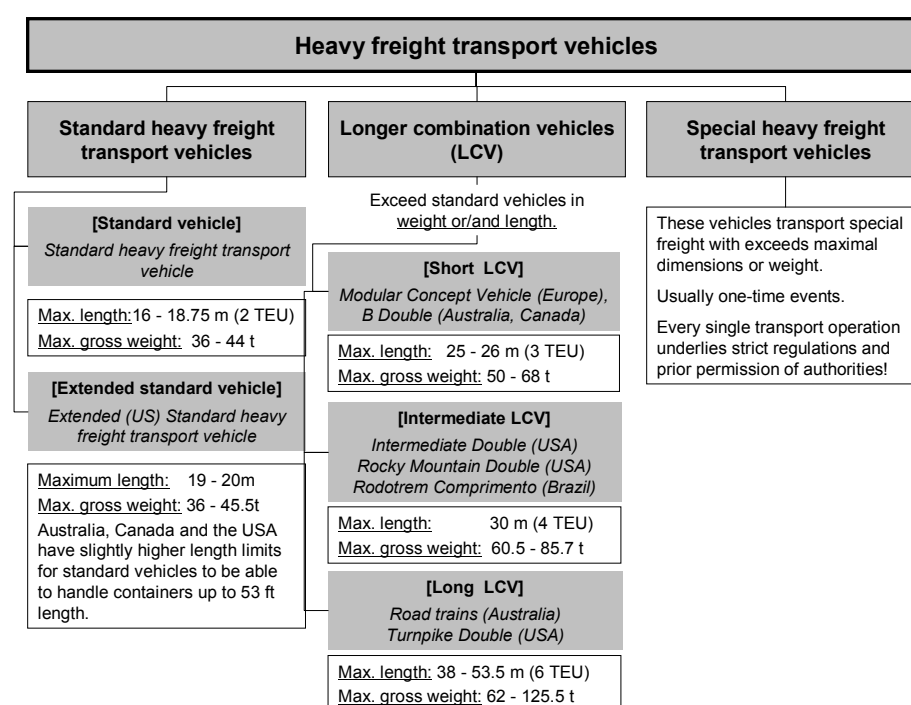 Heavy freight transport vehicles
Standard heavy freight
transport vehicles
[Standard vehicle]
Standard heavy freight transport
vehicle
Max. length:16 - 18.75 m (2 TEU)
Max. gross weight: 36 - 44 t
[Extended standard vehicle]
Extended (US) Standard heavy
freight transport vehicle
Maximum length: 19 - 20m
Max. gross weight: 36 - 45.5t
Australia, Canada and the USA
have slightly higher length limits
for standard vehicles to be able
to handle containers up to 53 ft
length.
Longer combination vehicles
(LCV)
Exceed standard vehicles in
weight or/and length.
[Short LCV]
Modular Concept Vehicle (Europe),
B Double (Australia, Canada)
Max. length: 25 - 26 m (3 TEU)
Max. gross weight: 50 - 68 t
[Intermediate LCV]
Intermediate Double (USA)
Rocky Mountain Double (USA)
Rodotrem Comprimento (Brazil)
Max. length: 30 m (4 TEU)
Max. gross weight: 60.5 - 85.7 t
[Long LCV]
Road trains (Australia)
Turnpike Double (USA)
Max. length: 38 - 53.5 m (6 TEU)
Max. gross weight: 62 - 125.5 t
Special heavy freight
transport vehicles
These vehicles transport special
freight with exceeds maximal
dimensions or weight.
Usually one-time events.
Every single transport operation
underlies strict regulations and
prior permission of authorities!